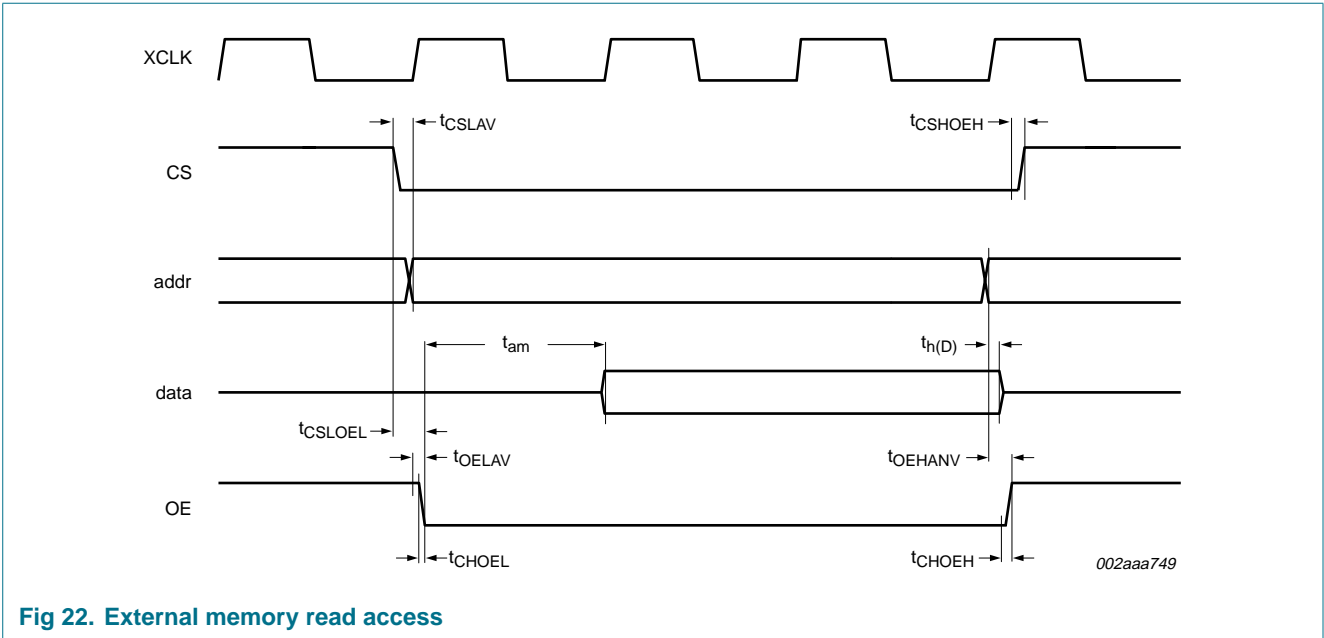 XCLK
tCSLAV
tCSHOEH
CS
addr
tam
th(D)
data
tCSLOEL
tOELAV
tOEHANV
OE
tCHOEL
tCHOEH
002aaa749
Fig 22. External memory read access